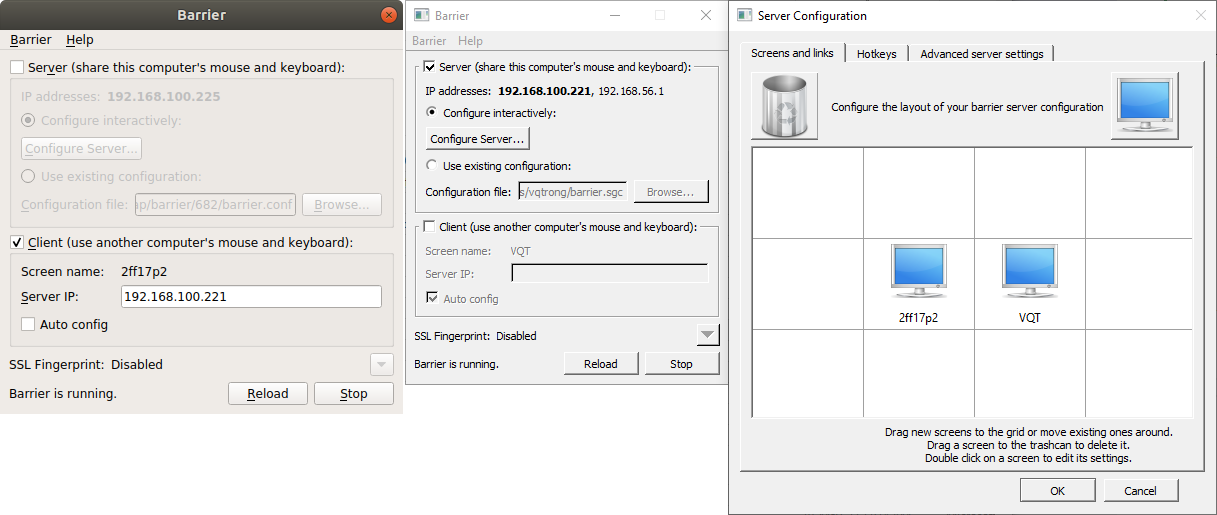 Barrier
Barrier Help
Server (share this computer's mouse and keyboard):
IP addresses: 192.168.100.225
Configure interactively:
Configure Server...
Use existing configuration:
Configuration file: ap/barrier/682/barrier.conf Browse...
Client (use another computer's mouse and keyboard):
Screen name: 2ff17p2
Server IP: 192.168.100.221
Auto config
SSL Fingerprint: Disabled
Barrier is running. Reload Stop
Barrier
Barrier Help
Server (share this computer's mouse and keyboard):
IP addresses: 192.168.100.221, 192.168.56.1
Configure interactively:
Configure Server...
Use existing configuration:
Configuration file: s/vqtrong/barrier.sgc Browse...
Client (use another computer's mouse and keyboard):
Screen name: VQT
Server IP:
Auto config
SSL Fingerprint: Disabled
Barrier is running. Reload Stop
Server Configuration
Screens and links Hotkeys Advanced server settings
Configure the layout of your barrier server configuration
2ff17p2 VQT
Drag new screens to the grid or move existing ones around.
Drag a screen to the trashcan to delete it.
Double click on a screen to edit its settings.
OK Cancel